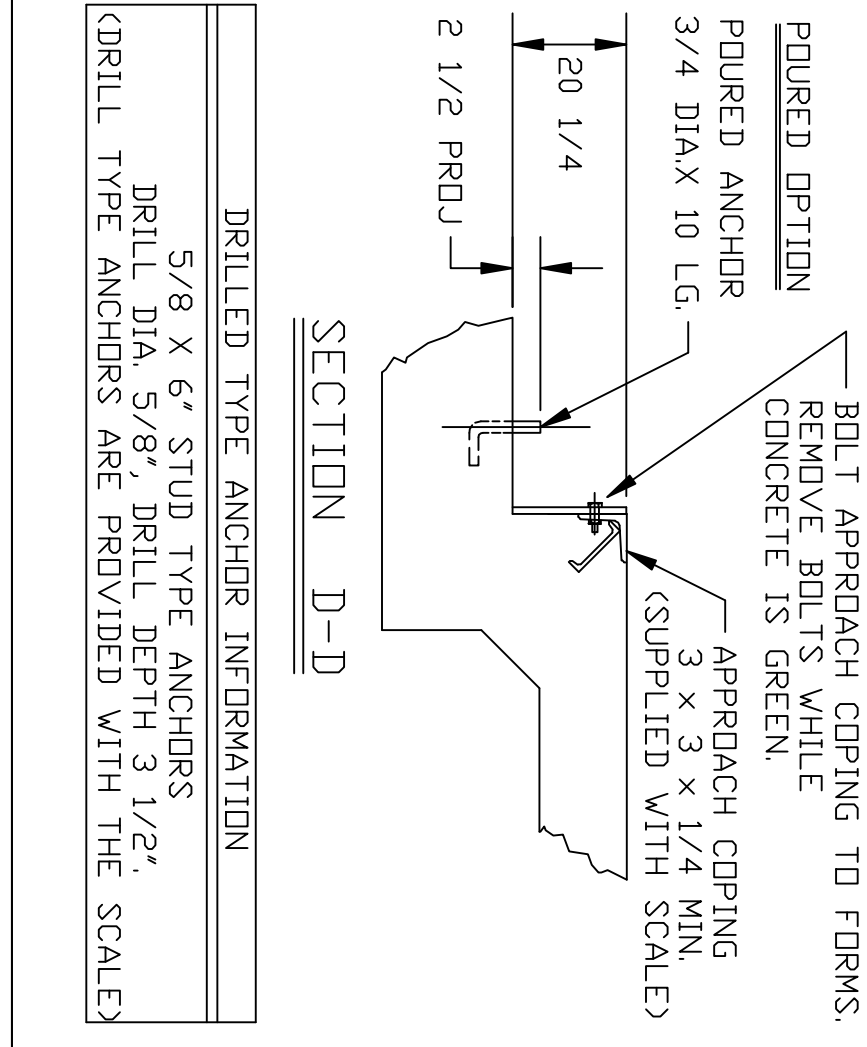 BOLT APPROACH COPING TO FORMS.
REMOVE BOLTS WHILE
CONCRETE IS GREEN.
POURED OPTION
POURED ANCHOR
3/4 DIA.X 10 LG.
APPROACH COPING
3 x 3 x 1/4 MIN.
(SUPPLIED WITH SCALE)
20 1/4
2 1/2 PROJ
SECTION D-D
DRILLED TYPE ANCHOR INFORMATION
5/8 X 6" STUD TYPE ANCHORS
DRILL DIA. 5/8", DRILL DEPTH 3 1/2".
(DRILL TYPE ANCHORS ARE PROVIDED WITH THE SCALE)